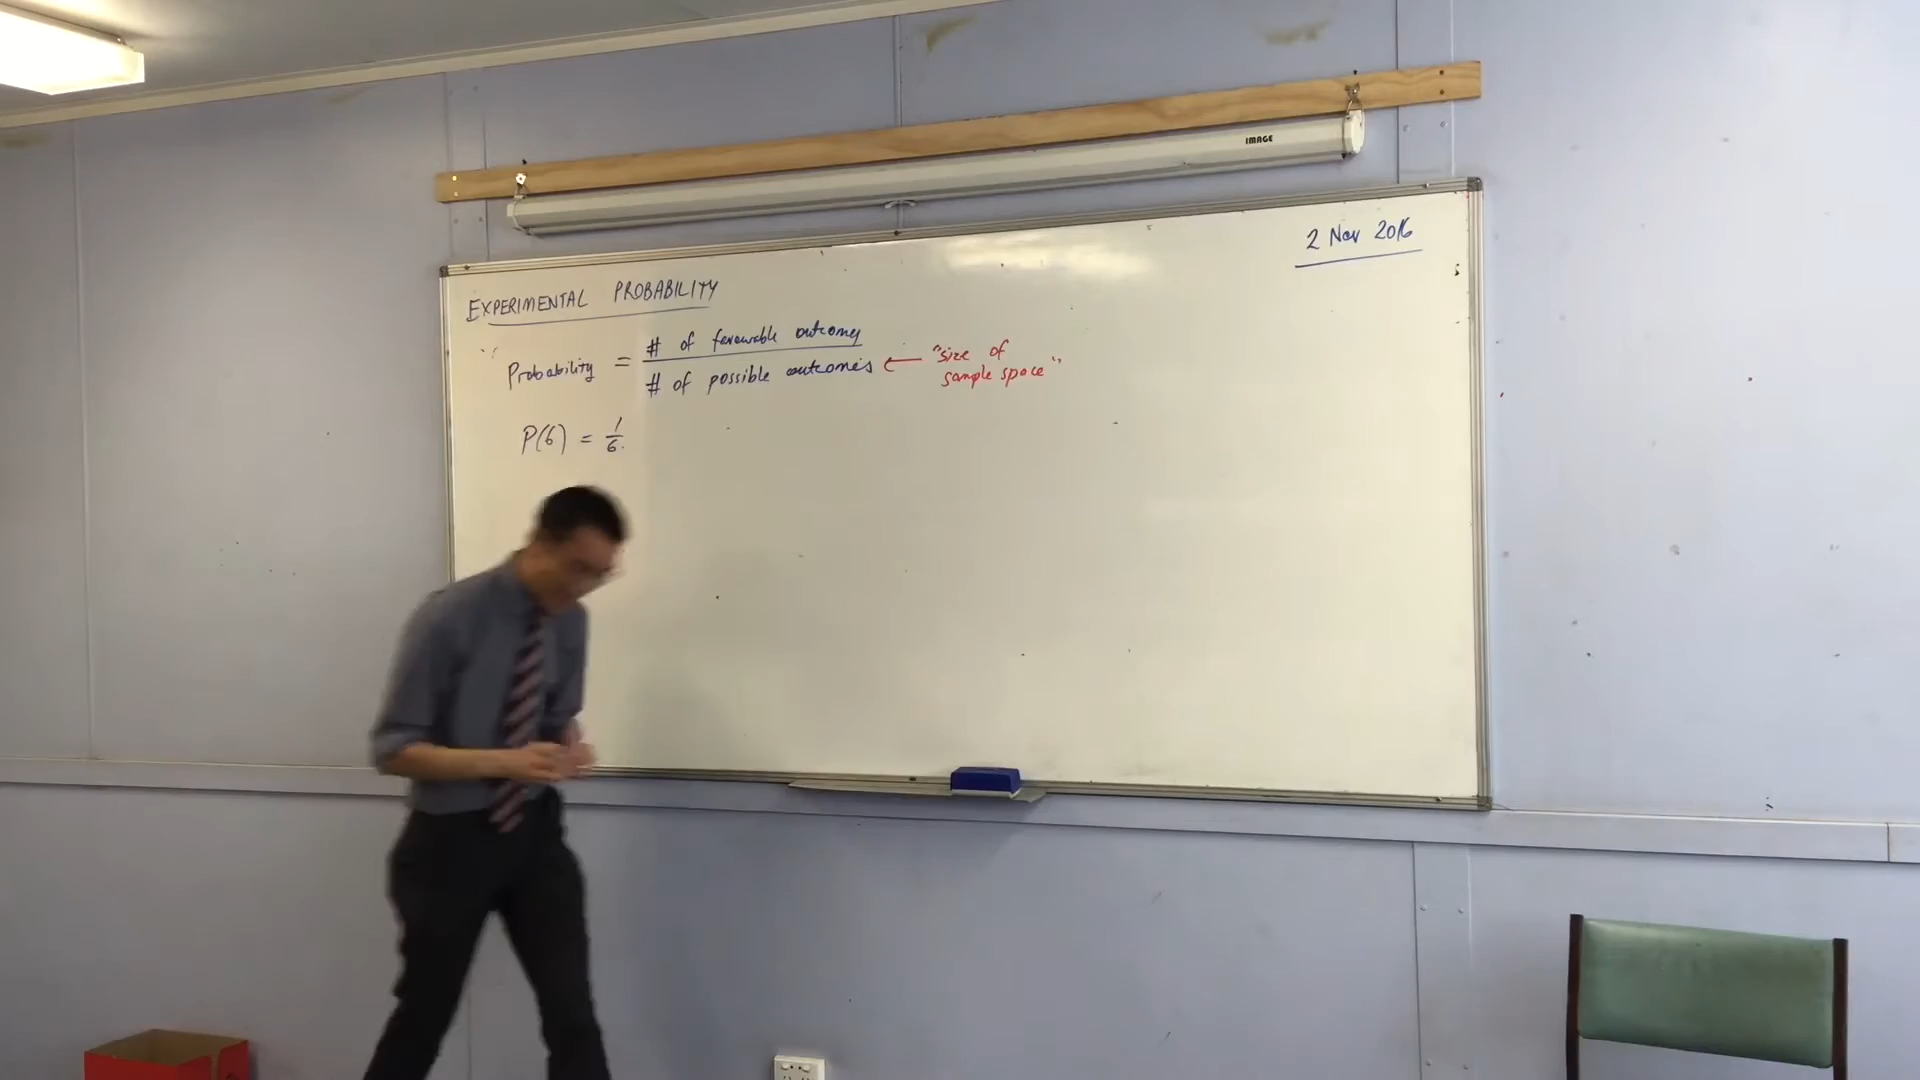 IMAGE
2 Nov 2016
EXPERIMENTAL PROBABILITY
Probability = # of favourable outcomes / # of possible outcomes ← "size of sample space"
P(6) = 1/6.